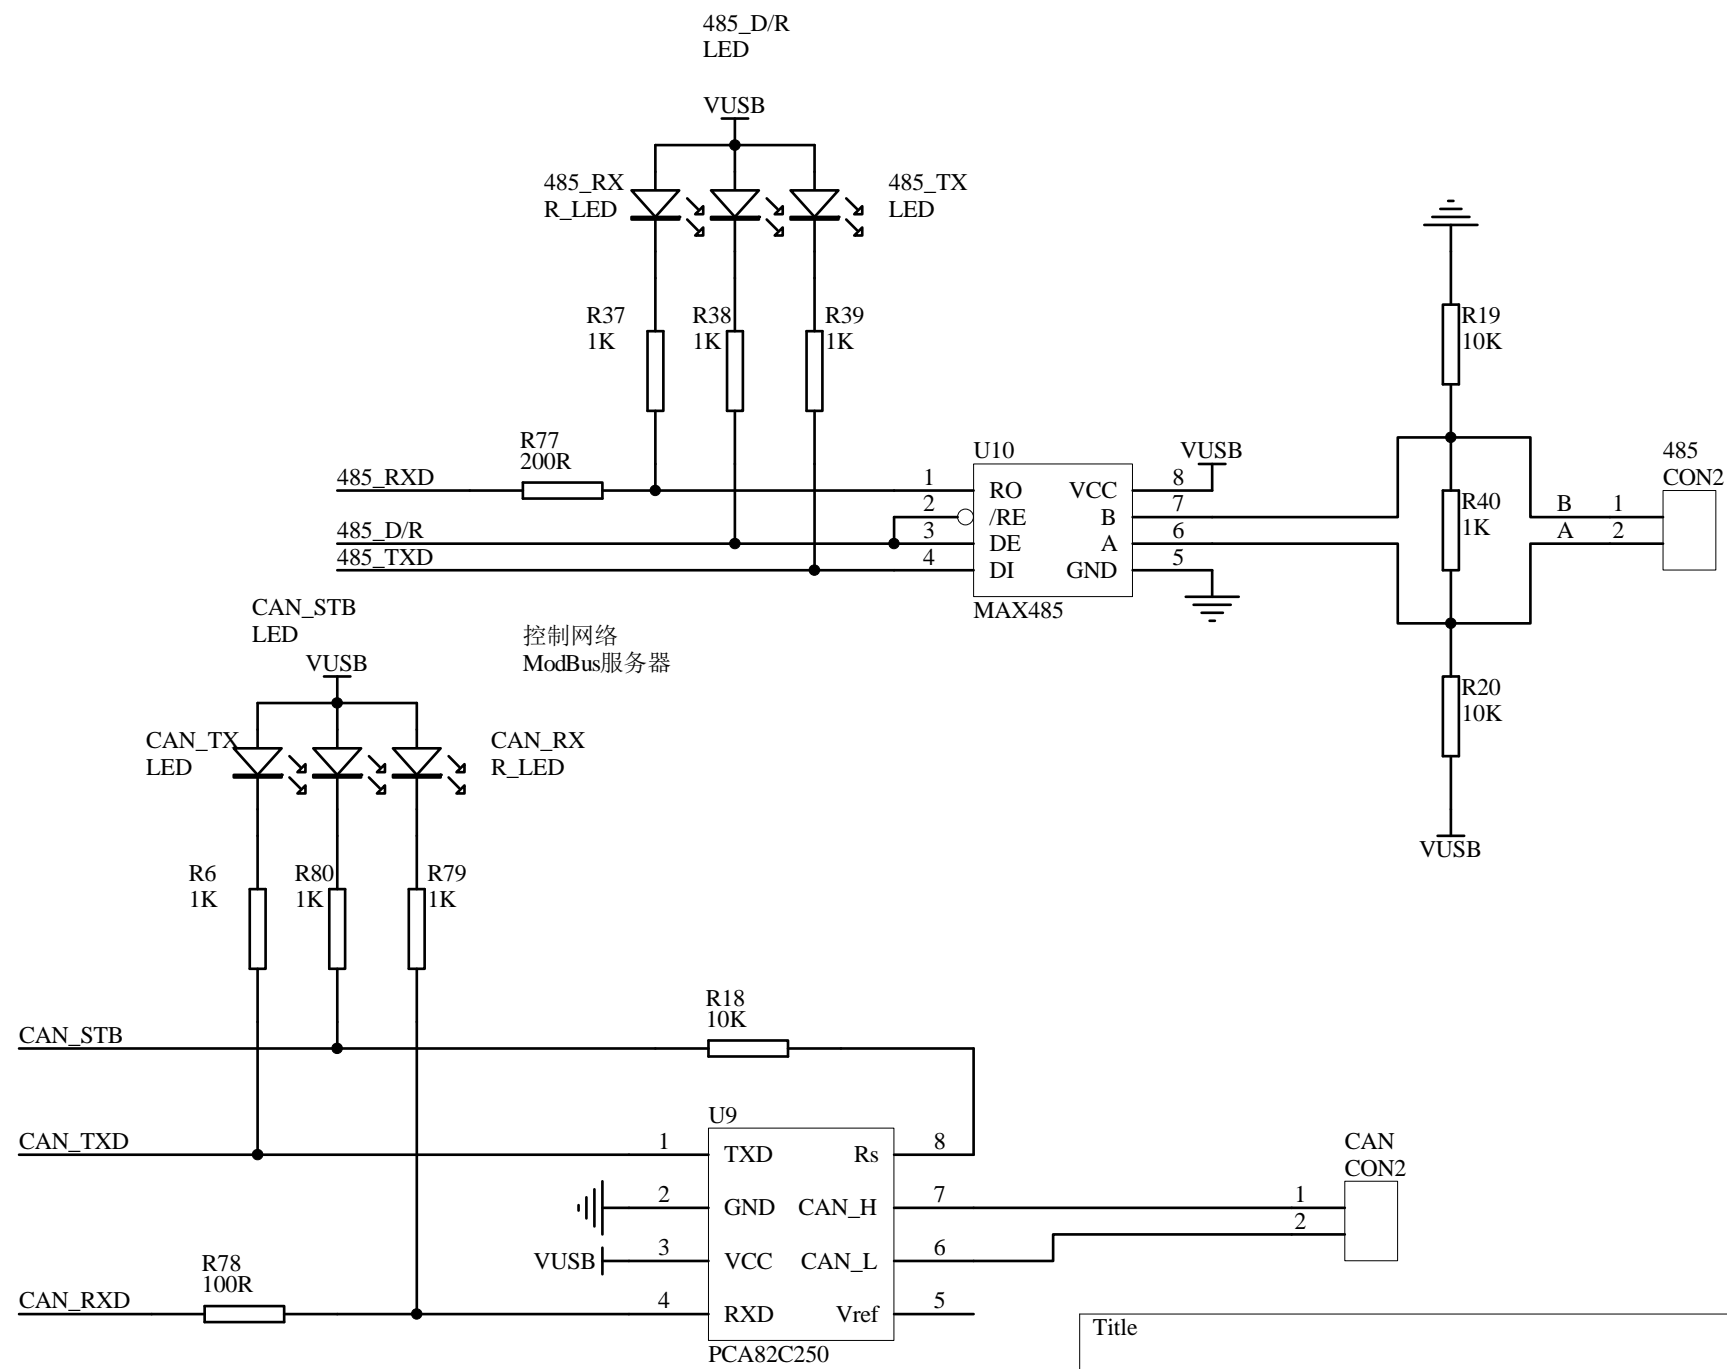 485_D/R
LED
VUSB
485_RX
R_LED
485_TX
LED
R37
1K
R38
1K
R39
1K
R19
10K
R77
200R
485_RXD
485_D/R
485_TXD
U10
1
2
3
4
RO
/RE
DE
DI
VCC
B
A
GND
8
7
6
5
MAX485
VUSB
R40
1K
B
A
1
2
485
CON2
R20
10K
VUSB
控制网络
ModBus服务器
CAN_STB
LED
VUSB
CAN_TX
LED
CAN_RX
R_LED
R6
1K
R80
1K
R79
1K
R18
10K
CAN_STB
CAN_TXD
CAN_RXD
R78
100R
VUSB
U9
1
2
3
4
TXD
GND
VCC
RXD
Rs
CAN_H
CAN_L
Vref
8
7
6
5
PCA82C250
CAN
CON2
1
2
Title